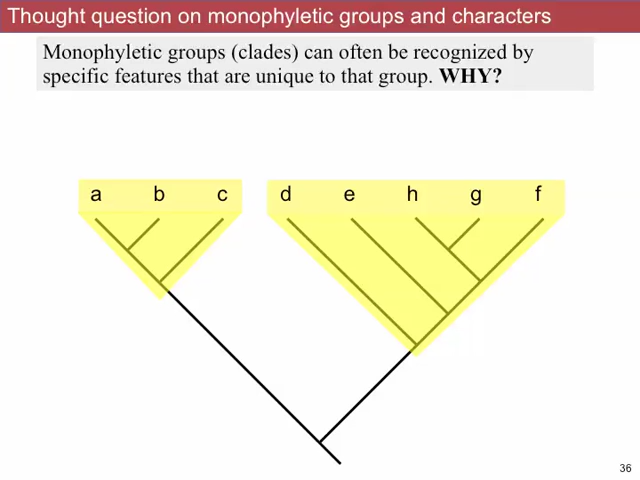 Thought question on monophyletic groups and characters
Monophyletic groups (clades) can often be recognized by
specific features that are unique to that group. WHY?
a b c d e h g f
36